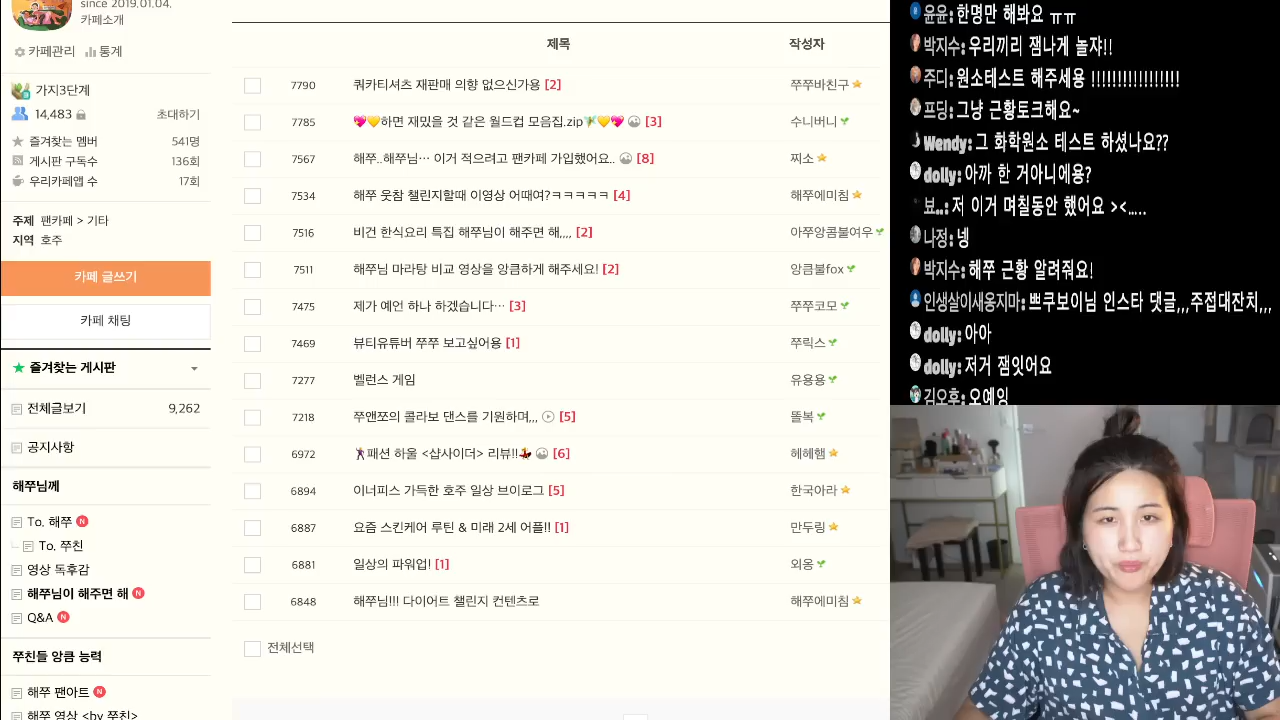 since 2019.01.04.
카페소개
카페관리 통계
가지3단계
14,483 초대하기
즐겨찾는 멤버 541명
게시판 구독수 136회
우리카페앱 수 17회
주제 팬카페 > 기타
지역 호주
카페 글쓰기
카페 채팅
즐겨찾는 게시판
전체글보기 9,262
공지사항
해쭈님께
To, 해쭈 N
To, 쭈친
영상 독후감
해쭈님이 해주면 해 N
Q&A N
쭈친들 앙큼 능력
해쭈 팬아트 N
해쭈 영상 <by 쭈친>
제목 작성자
7790 쿼카티셔츠 재판매 의향 없으신가용 [2] 쭈쭈바친구
7785 💖💛하면 재밌을 것 같은 월드컵 모음집.zip🧚💛💖 [3] 수니버니
7567 해쭈..해쭈님… 이거 적으려고 팬카페 가입했어요.. [8] 찌소
7534 해쭈 웃참 챌린지할때 이영상 어때여?ㅋㅋㅋㅋㅋ [4] 해쭈에미침
7516 비건 한식요리 특집 해쭈님이 해주면 해,,,, [2] 아쭈앙콤불여우
7511 해쭈님 마라탕 비교 영상을 앙큼하게 해주세요! [2] 앙큼불fox
7475 제가 예언 하나 하겠습니다… [3] 쭈쭈코모
7469 뷰티유튜버 쭈쭈 보고싶어용 [1] 쭈릭스
7277 벨런스 게임 유용용
7218 쭈앤쪼의 콜라보 댄스를 기원하며,,, [5] 똘복
6972 패션 하울 <샵사이더> 리뷰!!💃 [6] 헤헤햄
6894 이너피스 가득한 호주 일상 브이로그 [5] 한국아라
6887 요즘 스킨케어 루틴 & 미래 2세 어플!! [1] 만두링
6881 일상의 파워업! [1] 외옹
6848 해쭈님!!! 다이어트 챌린지 컨텐츠로 해쭈에미침
전체선택
윤윤: 한명만 해봐요 ㅠㅠ
박지수: 우리끼리 잼나게 놀쟈!!
주디: 원소테스트 해주세용 !!!!!!!!!!!!!!!!!
프딩: 그냥 근황토크해요~
Wendy: 그 화학원소 테스트 하셨나요??
dolly: 아까 한 거아니에용?
뵤..: 저 이거 며칠동안 했어요 ><.....
나정: 넹
박지수: 해쭈 근황 알려줘요!
인생살이새옹지마: 쁘쿠보이님 인스타 댓글,,,주접대잔치,,,
dolly: 아아
dolly: 저거 잼잇어요
김오후: 오예잉